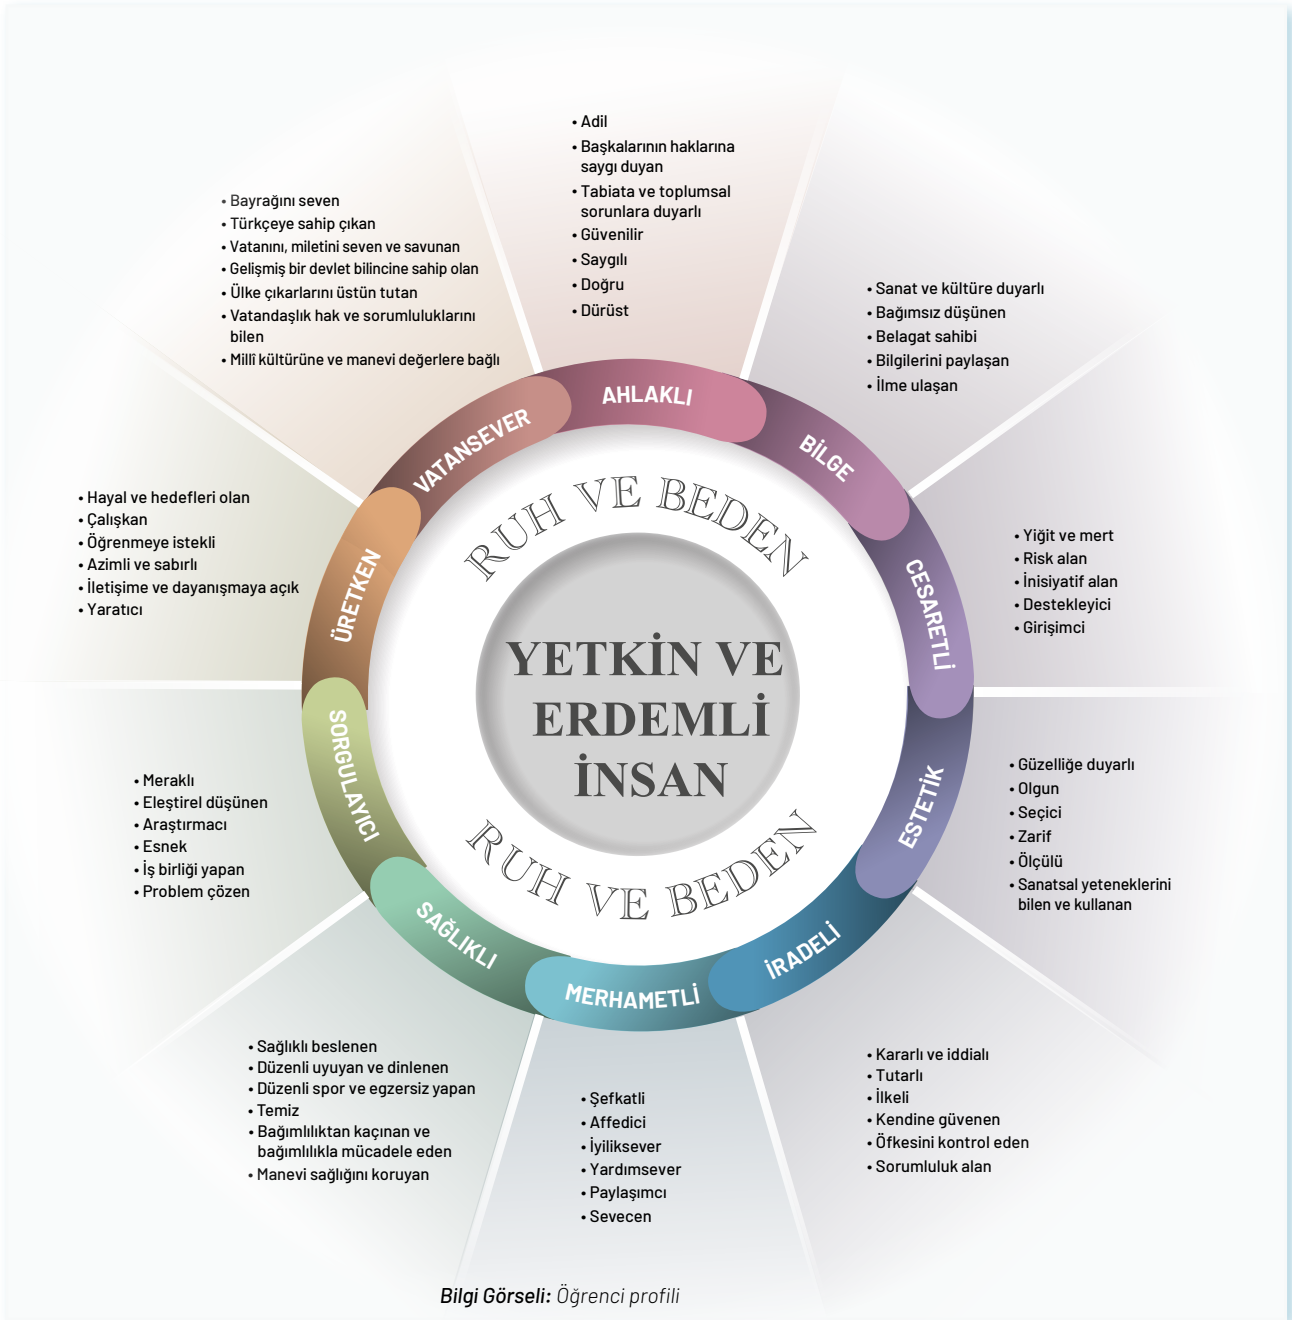 • Adil
• Başkalarının haklarına
saygı duyan
• Tabiata ve toplumsal
sorunlara duyarlı
• Güvenilir
• Saygılı
• Doğru
• Dürüst
• Bayrağını seven
• Türkçeye sahip çıkan
• Vatanını, miletini seven ve savunan
• Gelişmiş bir devlet bilincine sahip olan
• Ülke çıkarlarını üstün tutan
• Vatandaşlık hak ve sorumluluklarını
bilen
• Millî kültürüne ve manevi değerlere bağlı
• Sanat ve kültüre duyarlı
• Bağımsız düşünen
• Belagat sahibi
• Bilgilerini paylaşan
• İlme ulaşan
AHLAKLI
VATANSEVER
BİLGE
RUH VE BEDEN
• Hayal ve hedefleri olan
• Çalışkan
• Öğrenmeye istekli
• Azimli ve sabırlı
• İletişime ve dayanışmaya açık
• Yaratıcı
ÜRETKEN
CESARETLİ
• Yiğit ve mert
• Risk alan
• İnisiyatif alan
• Destekleyici
• Girişimci
YETKİN VE
ERDEMLİ
İNSAN
• Meraklı
• Eleştirel düşünen
• Araştırmacı
• Esnek
• İş birliği yapan
• Problem çözen
SORGULAYICI
ESTETİK
• Güzelliğe duyarlı
• Olgun
• Seçici
• Zarif
• Ölçülü
• Sanatsal yeteneklerini
bilen ve kullanan
RUH VE BEDEN
SAĞLIKLI
MERHAMETLİ
İRADELİ
• Sağlıklı beslenen
• Düzenli uyuyan ve dinlenen
• Düzenli spor ve egzersiz yapan
• Temiz
• Bağımlılıktan kaçınan ve
bağımlılıkla mücadele eden
• Manevi sağlığını koruyan
• Şefkatli
• Affedici
• İyiliksever
• Yardımsever
• Paylaşımcı
• Sevecen
• Kararlı ve iddialı
• Tutarlı
• İlkeli
• Kendine güvenen
• Öfkesini kontrol eden
• Sorumluluk alan
Bilgi Görseli: Öğrenci profili